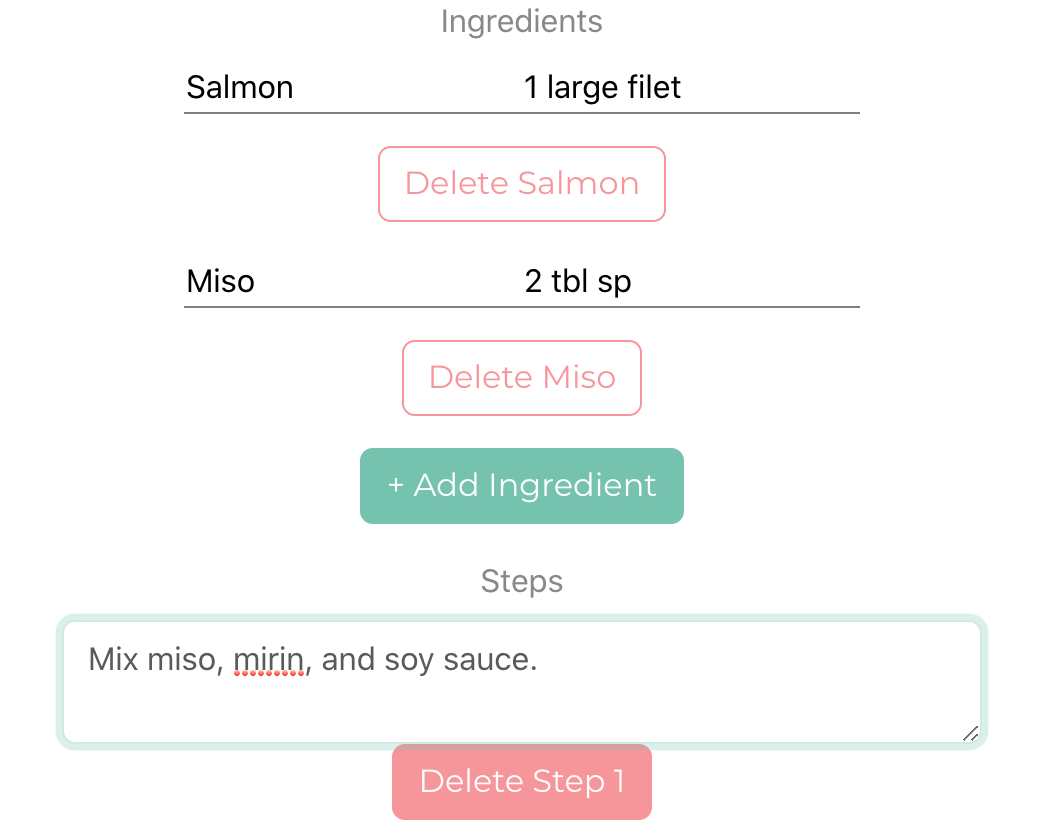 Ingredients
Salmon 1 large filet
Delete Salmon
Miso 2 tbl sp
Delete Miso
+ Add Ingredient
Steps
Mix miso, mirin, and soy sauce.
Delete Step 1